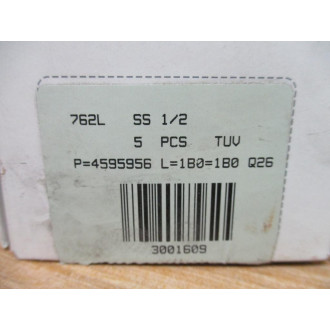 762L SS 1/2
5 PCS TUV
P=4595956 L=180=180 Q26
3001609